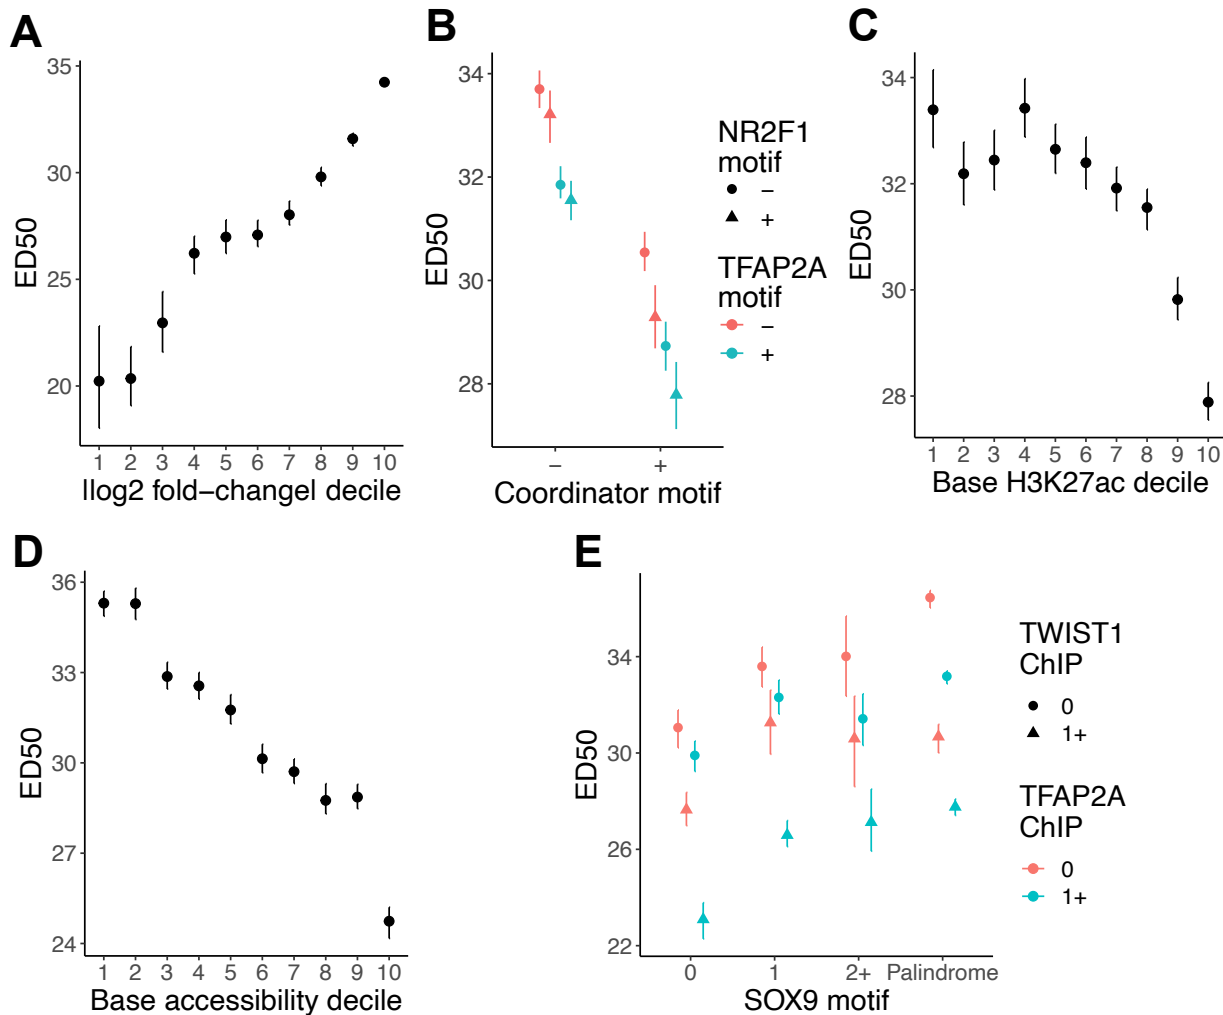 A
35
30
25
20
ED50
1 2 3 4 5 6 7 8 9 10
|log2 fold−change| decile
B
34
32
30
28
ED50
− +
Coordinator motif
NR2F1
motif
−
+
TFAP2A
motif
−
+
C
34
32
30
28
ED50
1 2 3 4 5 6 7 8 9 10
Base H3K27ac decile
D
36
33
30
27
24
ED50
1 2 3 4 5 6 7 8 9 10
Base accessibility decile
E
34
30
26
22
ED50
0 1 2+ Palindrome
SOX9 motif
TWIST1
ChIP
0
1+
TFAP2A
ChIP
0
1+